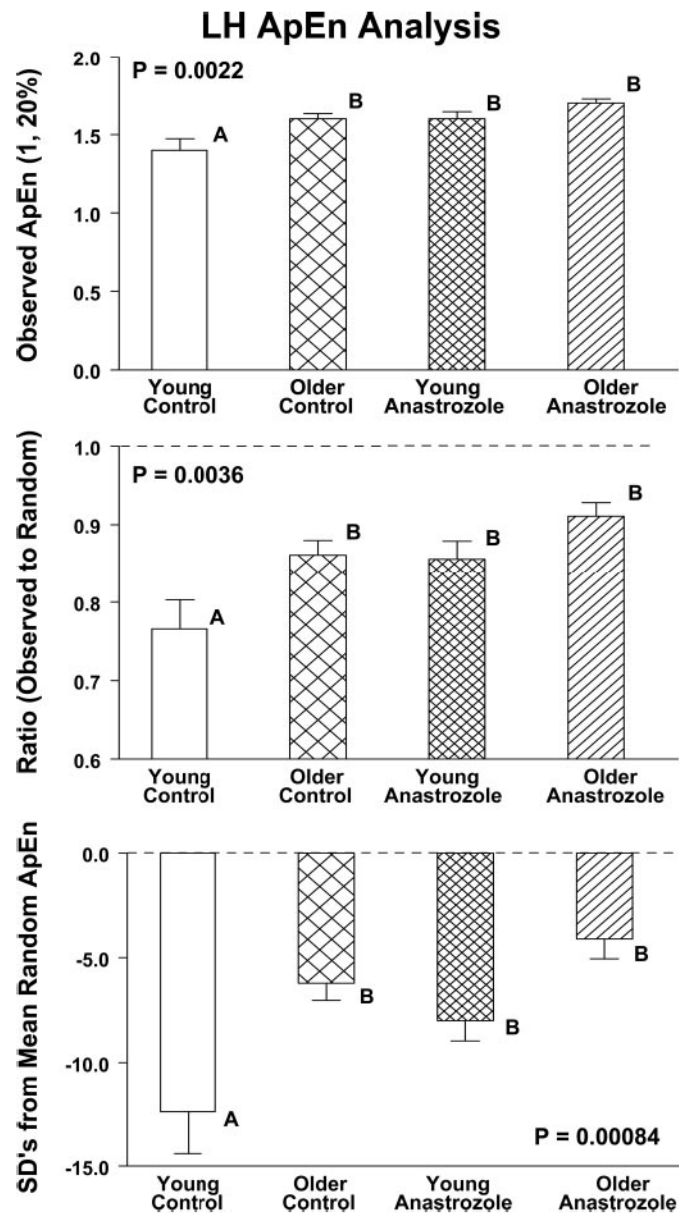 LH ApEn Analysis
Observed ApEn (1, 20%)
2.0
1.5
1.0
0.5
0.0
P = 0.0022
A
B
B
B
Young
Control
Older
Control
Young
Anastrozole
Older
Anastrozole
Ratio (Observed to Random)
1.0
0.9
0.8
0.7
0.6
P = 0.0036
A
B
B
B
Young
Control
Older
Control
Young
Anastrozole
Older
Anastrozole
SD's from Mean Random ApEn
0.0
-5.0
-10.0
-15.0
A
B
B
B
P = 0.00084
Young
Control
Older
Control
Young
Anastrozole
Older
Anastrozole